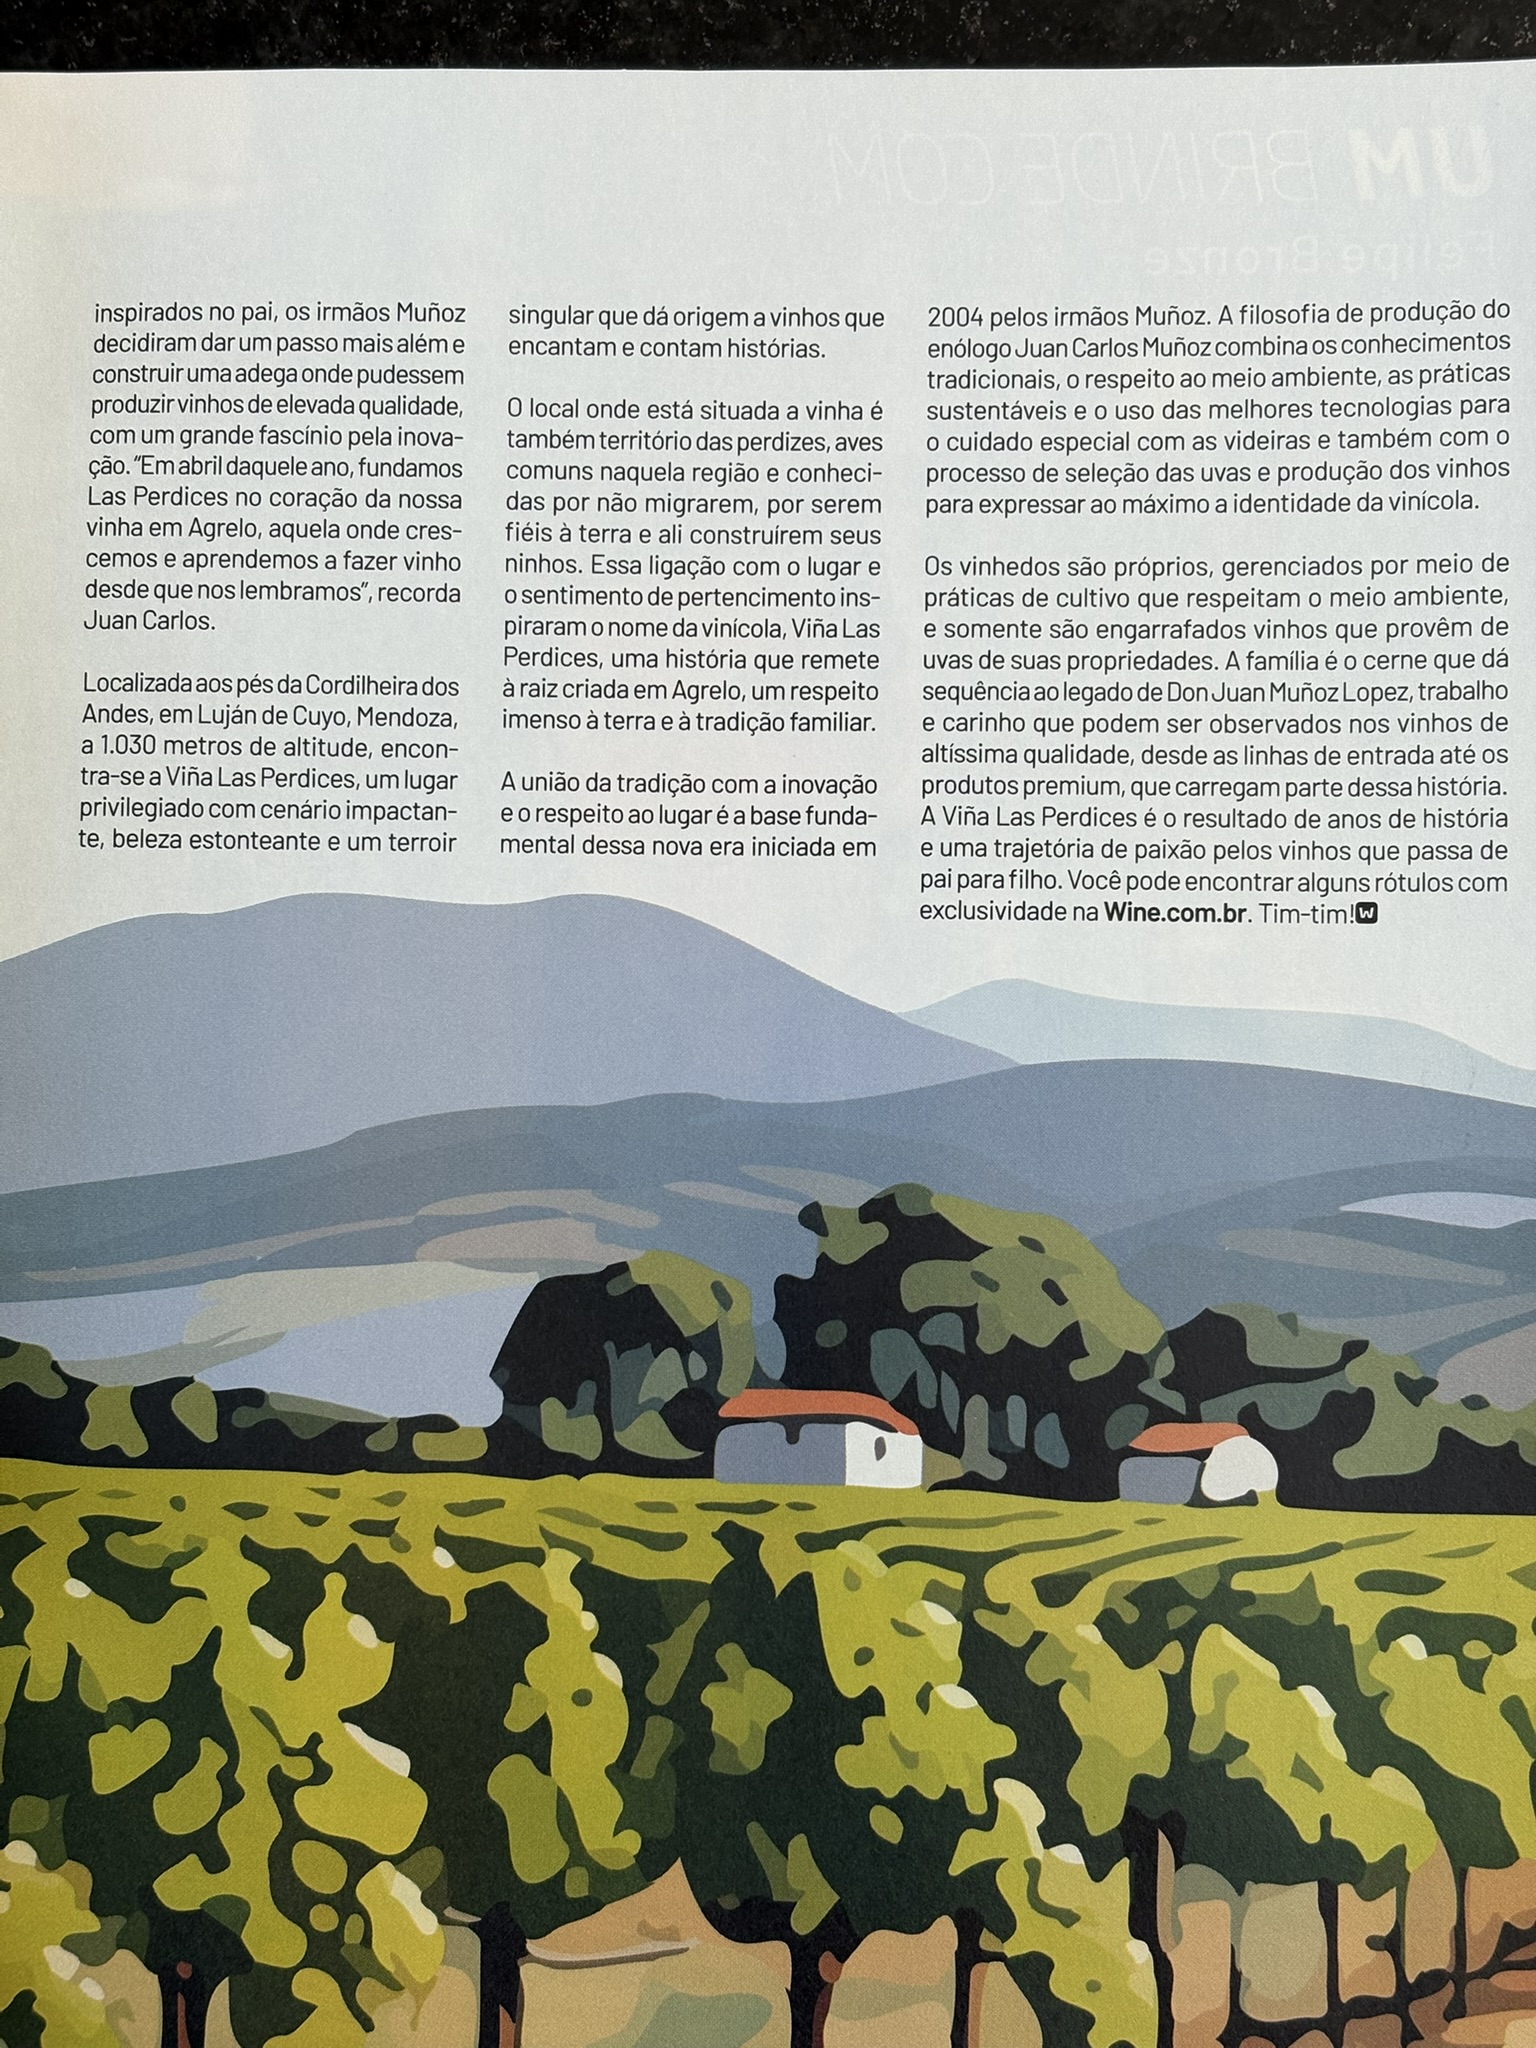 UM BRINDE COM
Felipe Bronze
inspirados no pai, os irmãos Muñoz
decidiram dar um passo mais além e
construir uma adega onde pudessem
produzir vinhos de elevada qualidade,
com um grande fascínio pela inova-
ção. “Em abril daquele ano, fundamos
Las Perdices no coração da nossa
vinha em Agrelo, aquela onde cres-
cemos e aprendemos a fazer vinho
desde que nos lembramos”, recorda
Juan Carlos.
Localizada aos pés da Cordilheira dos
Andes, em Luján de Cuyo, Mendoza,
a 1.030 metros de altitude, encon-
tra-se a Viña Las Perdices, um lugar
privilegiado com cenário impactan-
te, beleza estonteante e um terroir
singular que dá origem a vinhos que
encantam e contam histórias.
O local onde está situada a vinha é
também território das perdizes, aves
comuns naquela região e conheci-
das por não migrarem, por serem
fiéis à terra e ali construírem seus
ninhos. Essa ligação com o lugar e
o sentimento de pertencimento ins-
piraram o nome da vinícola, Viña Las
Perdices, uma história que remete
à raiz criada em Agrelo, um respeito
imenso à terra e à tradição familiar.
A união da tradição com a inovação
e o respeito ao lugar é a base funda-
mental dessa nova era iniciada em
2004 pelos irmãos Muñoz. A filosofia de produção do
enólogo Juan Carlos Muñoz combina os conhecimentos
tradicionais, o respeito ao meio ambiente, as práticas
sustentáveis e o uso das melhores tecnologias para
o cuidado especial com as videiras e também com o
processo de seleção das uvas e produção dos vinhos
para expressar ao máximo a identidade da vinícola.
Os vinhedos são próprios, gerenciados por meio de
práticas de cultivo que respeitam o meio ambiente,
e somente são engarrafados vinhos que provêm de
uvas de suas propriedades. A família é o cerne que dá
sequência ao legado de Don Juan Muñoz Lopez, trabalho
e carinho que podem ser observados nos vinhos de
altíssima qualidade, desde as linhas de entrada até os
produtos premium, que carregam parte dessa história.
A Viña Las Perdices é o resultado de anos de história
e uma trajetória de paixão pelos vinhos que passa de
pai para filho. Você pode encontrar alguns rótulos com
exclusividade na Wine.com.br. Tim-tim! W